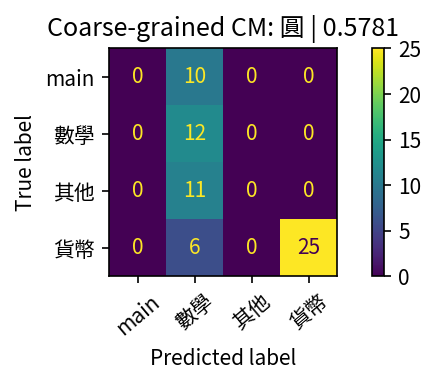 Coarse-grained CM: 圓 | 0.5781
True label
main 0 10 0 0
數學 0 12 0 0
其他 0 11 0 0
貨幣 0 6 0 25
main 數學 其他 貨幣
Predicted label
25
20
15
10
5
0